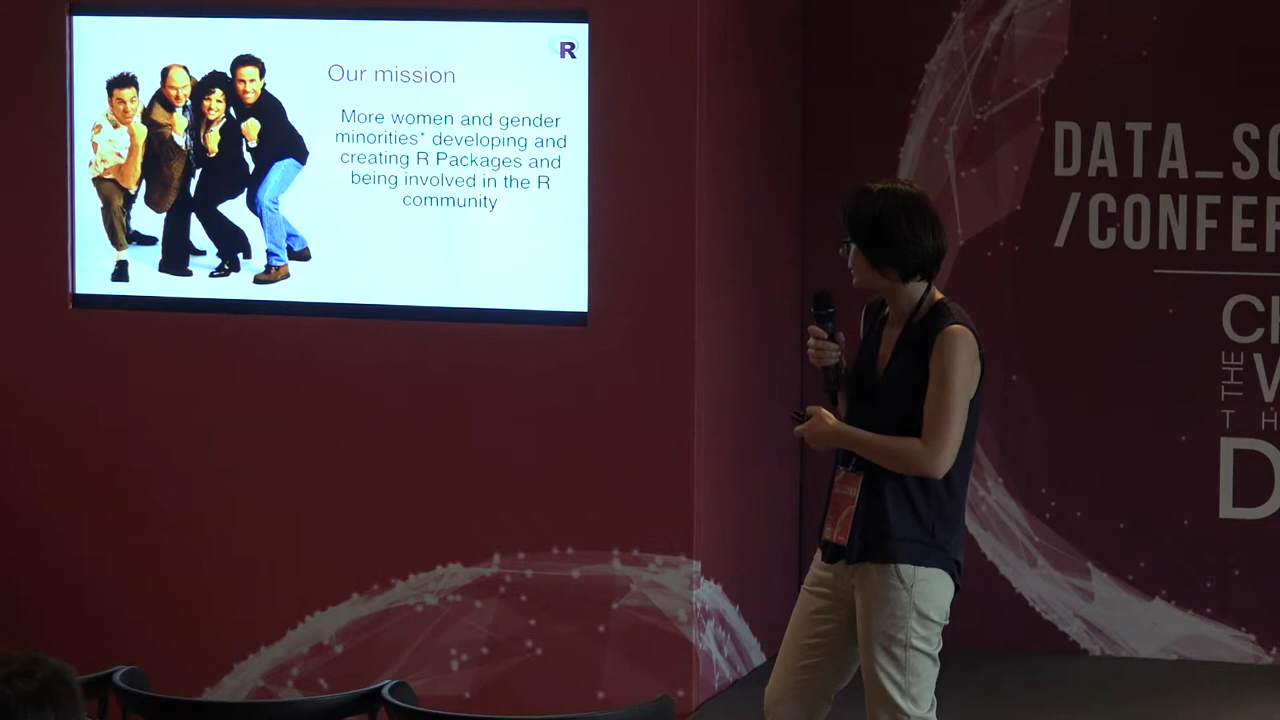 R
Our mission
More women and gender
minorities* developing and
creating R Packages and
being involved in the R
community
DATA_SC
/CONFER
THE
T H
D